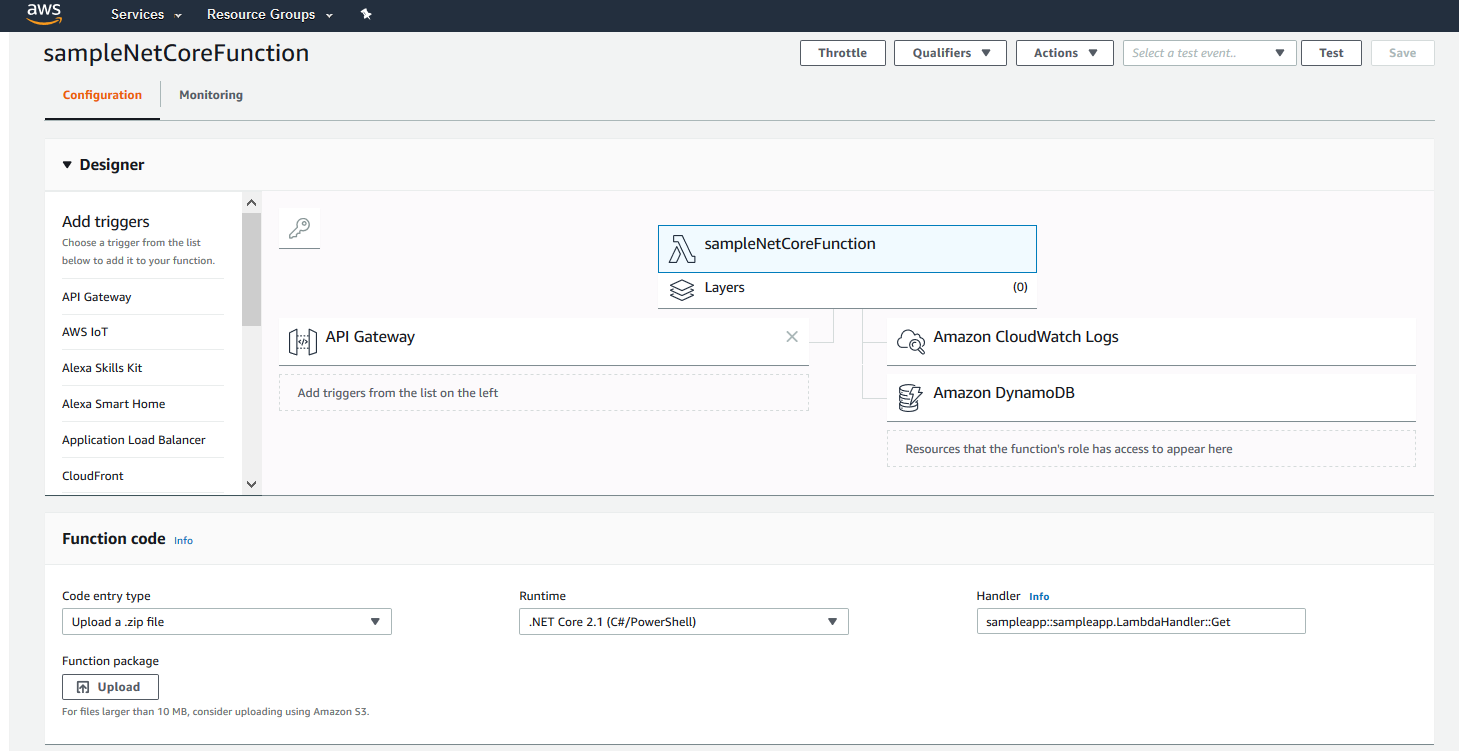 aws Services Resource Groups
sampleNetCoreFunction Throttle Qualifiers Actions Select a test event.. Test Save
Configuration Monitoring
Designer
Add triggers
Choose a trigger from the list
below to add it to your function.
API Gateway
AWS IoT
Alexa Skills Kit
Alexa Smart Home
Application Load Balancer
CloudFront
sampleNetCoreFunction
Layers (0)
API Gateway
Add triggers from the list on the left
Amazon CloudWatch Logs
Amazon DynamoDB
Resources that the function's role has access to appear here
Function code Info
Code entry type Runtime Handler Info
Upload a .zip file .NET Core 2.1 (C#/PowerShell) sampleapp::sampleapp.LambdaHandler::Get
Function package
Upload
For files larger than 10 MB, consider uploading using Amazon S3.